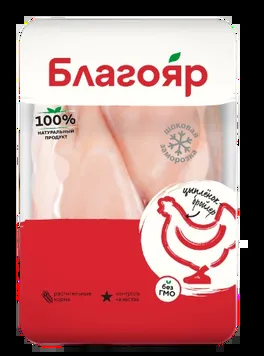 Благояр
100%
НАТУРАЛЬНЫЙ
ПРОДУКТ
шоковая
заморозка
цыплёнок
бройлер
без
ГМО
растительные
корма
контроль
качества